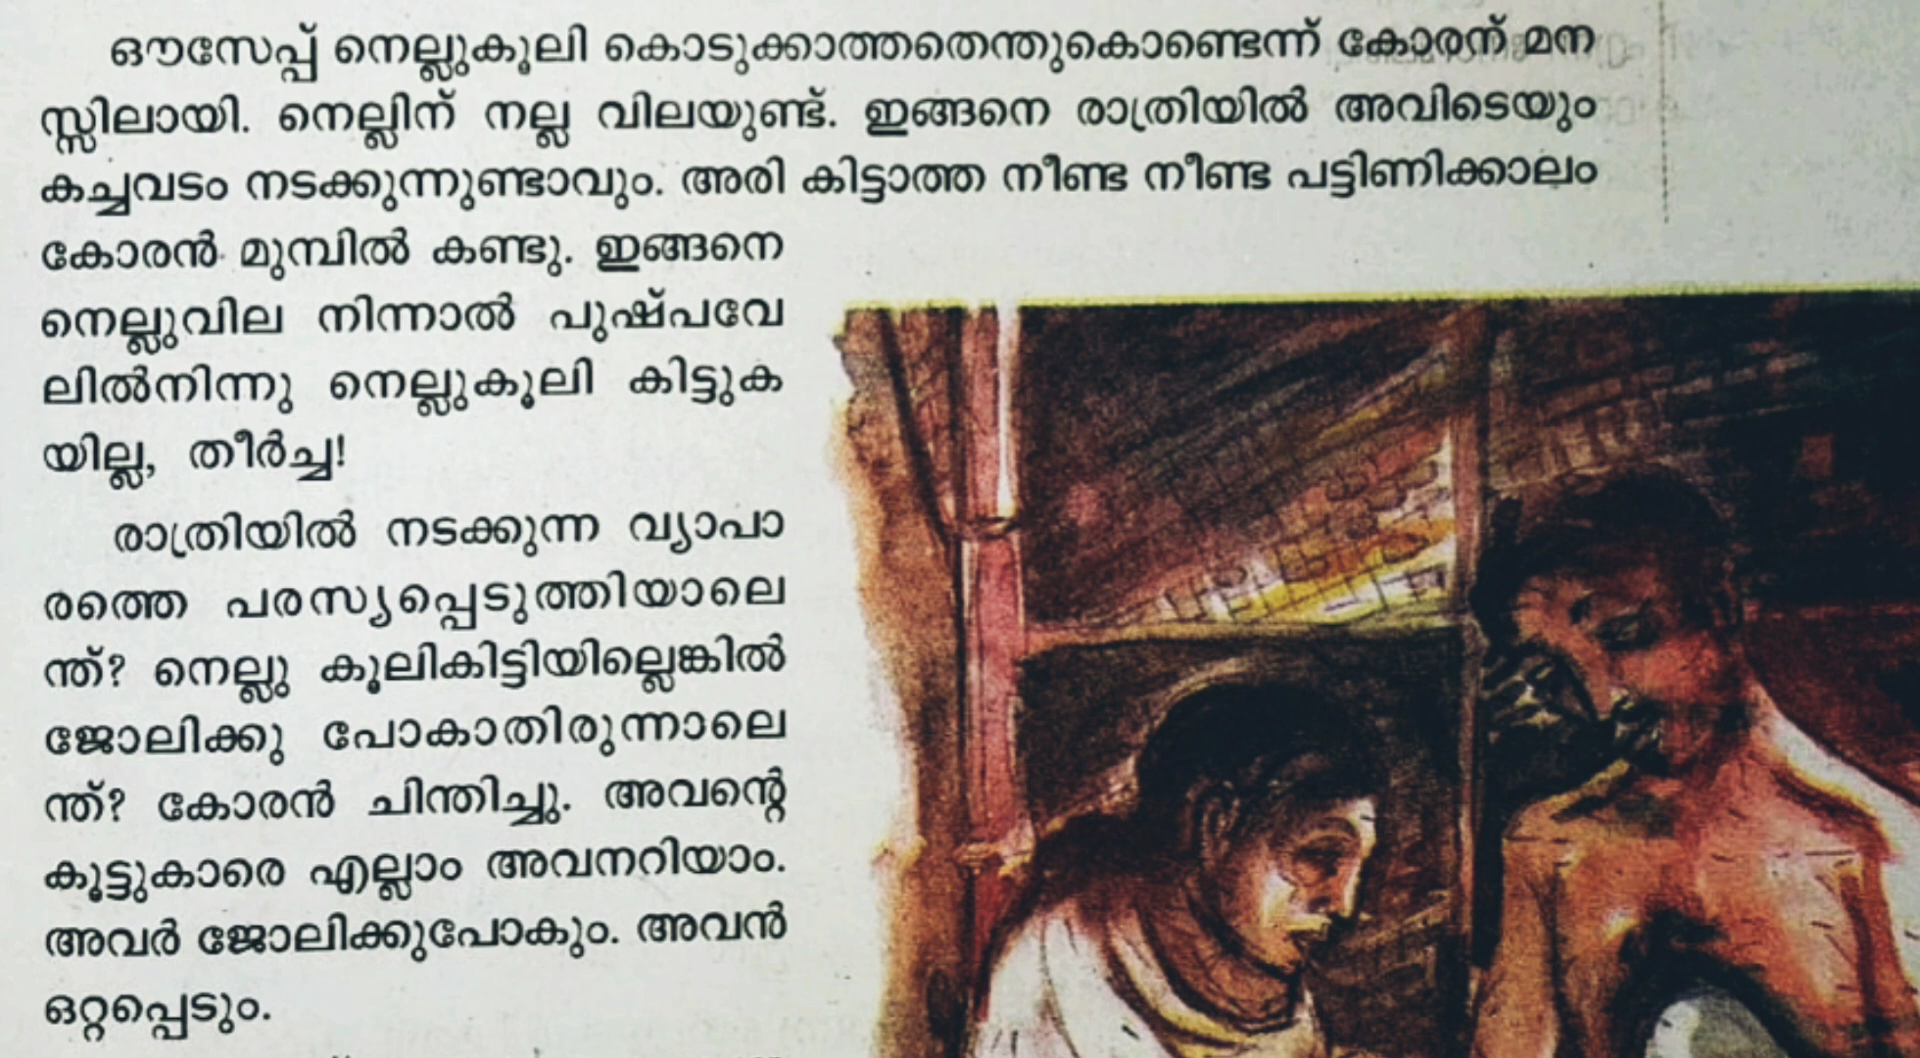 ഔസേപ്പ് നെല്ലുകൂലി കൊടുക്കാത്തതെന്തുകൊണ്ടെന്ന് കോരന് മന
സ്സിലായി. നെല്ലിന് നല്ല വിലയുണ്ട്. ഇങ്ങനെ രാത്രിയിൽ അവിടെയും
കച്ചവടം നടക്കുന്നുണ്ടാവും. അരി കിട്ടാത്ത നീണ്ട നീണ്ട പട്ടിണിക്കാലം
കോരൻ മുമ്പിൽ കണ്ടു. ഇങ്ങനെ
നെല്ലുവില നിന്നാൽ പുഷ്പവേ
ലിൽനിന്നു നെല്ലുകൂലി കിട്ടുക
യില്ല, തീർച്ച!
രാത്രിയിൽ നടക്കുന്ന വ്യാപാ
രത്തെ പരസ്യപ്പെടുത്തിയാലെ
ന്ത്? നെല്ലു കൂലികിട്ടിയില്ലെങ്കിൽ
ജോലിക്കു പോകാതിരുന്നാലെ
ന്ത്? കോരൻ ചിന്തിച്ചു. അവന്റെ
കൂട്ടുകാരെ എല്ലാം അവനറിയാം.
അവർ ജോലിക്കുപോകും. അവൻ
ഒറ്റപ്പെടും.